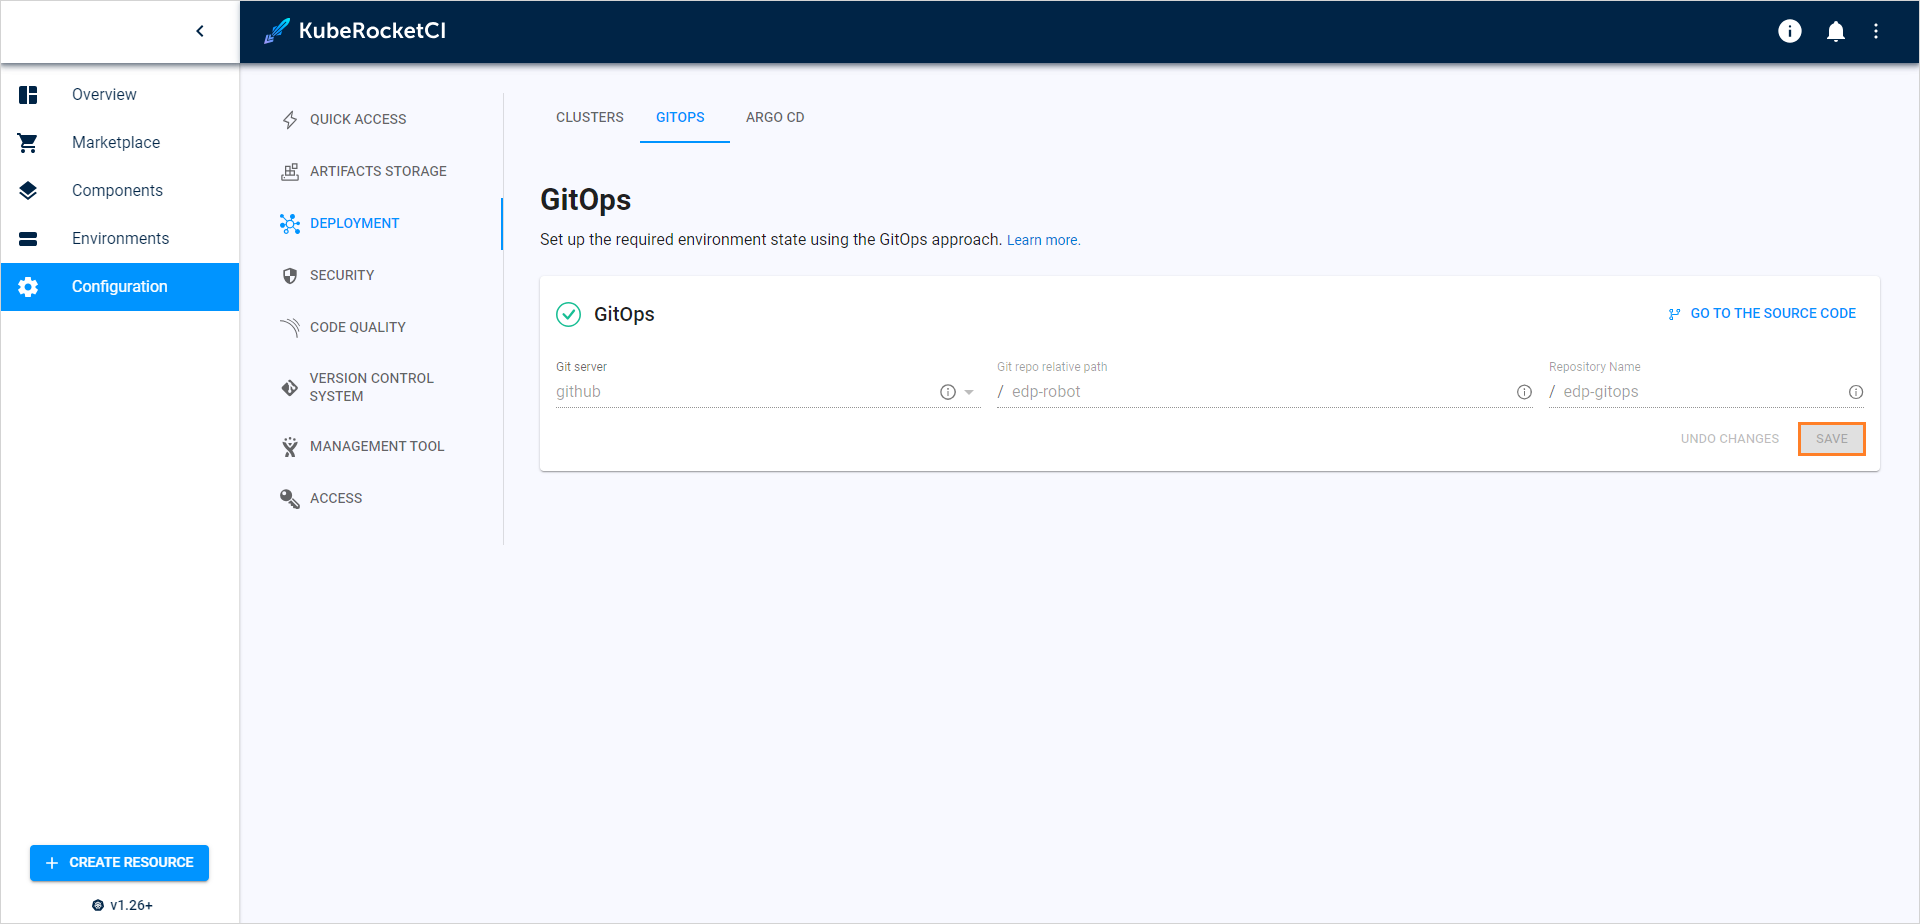 KubeRocketCI
Overview
Marketplace
Components
Environments
Configuration
CREATE RESOURCE
v1.26+
QUICK ACCESS
ARTIFACTS STORAGE
DEPLOYMENT
SECURITY
CODE QUALITY
VERSION CONTROL
SYSTEM
MANAGEMENT TOOL
ACCESS
CLUSTERS GITOPS ARGO CD
GitOps
Set up the required environment state using the GitOps approach. Learn more.
GitOps
GO TO THE SOURCE CODE
Git server Git repo relative path Repository Name
github / edp-robot / edp-gitops
UNDO CHANGES SAVE